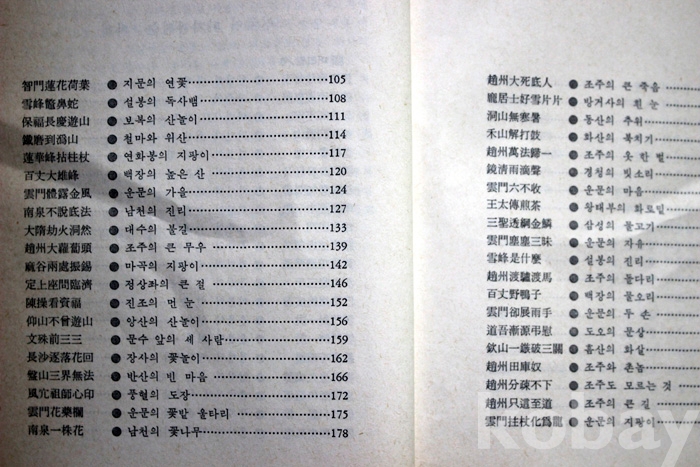 智門蓮花荷葉 ● 지문의 연꽃 105
雪峰鼈鼻蛇 ● 설봉의 독사뱀 108
保福長慶遊山 ● 보복의 산놀이 111
鐵磨到潙山 ● 천마와 위산 114
蓮華峰拈柱杖 ● 연화봉의 지팡이 117
百丈大雄峰 ● 백장의 높은 산 120
雲門體露金風 ● 운문의 가을 124
南泉不說底法 ● 남천의 진리 127
大隋劫火洞然 ● 대수의 불길 133
趙州大蘿蔔頭 ● 조주의 큰 무우 139
麻谷兩處振錫 ● 마곡의 지팡이 142
定上座問臨濟 ● 정상좌의 큰 절 146
陳操看資福 ● 진조의 먼 눈 152
仰山不曾遊山 ● 앙산의 산놀이 156
文殊前三三 ● 문수 앞의 세 사람 159
長沙逐落花回 ● 장사의 꽃놀이 162
盤山三界無法 ● 반산의 빈 마음 166
風穴祖師心印 ● 풍혈의 도장 172
雲門花藥欄 ● 운문의 꽃밭 울타리 175
南泉一株花 ● 남천의 꽃나무 178
趙州大死底人 ● 조주의 큰 죽음
龐居士好雪片片 ● 방거사의 흰 눈
洞山無寒暑 ● 동산의 추위
禾山解打鼓 ● 화산의 북치기
趙州萬法歸一 ● 조주의 옷 한 벌
鏡淸雨滴聲 ● 경청의 빗소리
雲門六不收 ● 운문의 마음
王太傅煎茶 ● 왕태부의 화로
三聖透網金鱗 ● 삼성의 물고기
雲門塵塵三昧 ● 운문의 자유
雪峰是什麽 ● 설봉의 진리
趙州渡驢渡馬 ● 조주의 돌다리
百丈野鴨子 ● 백장의 물오리
雲門却展兩手 ● 운문의 두 손
道吾漸源弔慰 ● 도오의 문상
欽山一鏃破三關 ● 흠산의 화살
趙州田庫奴 ● 조주와 촌놈
趙州分疎不下 ● 조주도 모르는 것
趙州只這至道 ● 조주의 큰 길
雲門拄杖化爲龍 ● 운문의 지팡이
kobay